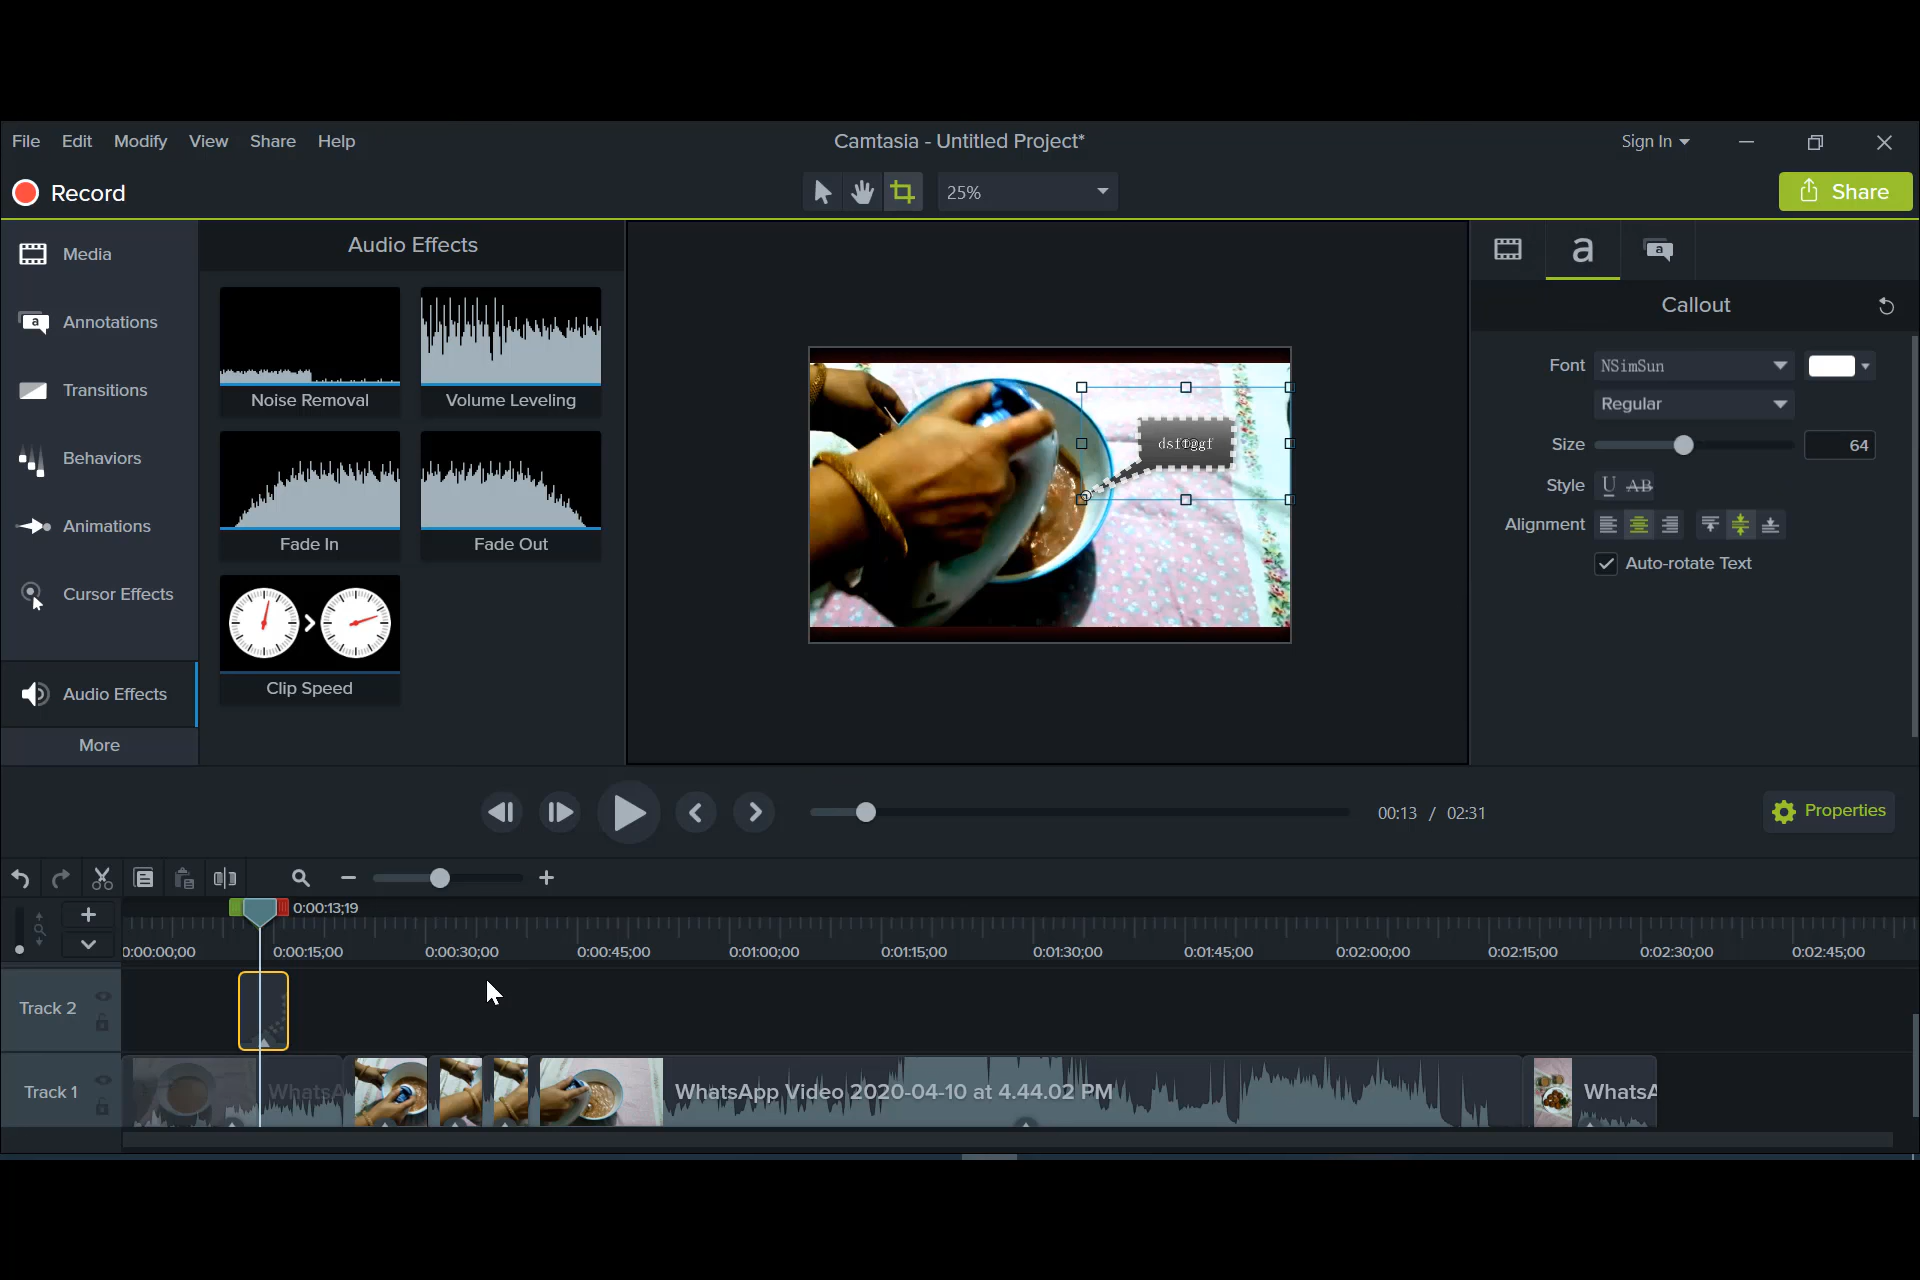 File Edit Modify View Share Help
Camtasia - Untitled Project*
Sign In
Record
25%
Share
Media
Annotations
Transitions
Behaviors
Animations
Cursor Effects
Audio Effects
More
Audio Effects
Noise Removal
Volume Leveling
Fade In
Fade Out
Clip Speed
a
Callout
Font NSimSun
Regular
Size 64
Style U AB
Alignment
Auto-rotate Text
00:13 / 02:31
Properties
0:00:13;19
0:00:00;00 0:00:15;00 0:00:30;00 0:00:45;00 0:01:00;00 0:01:15;00 0:01:30;00 0:01:45;00 0:02:00;00 0:02:15;00 0:02:30;00 0:02:45;00
Track 2
Track 1
WhatsA
WhatsApp Video 2020-04-10 at 4.44.02 PM
WhatsA